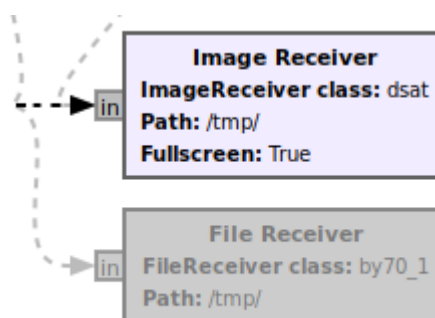 Image Receiver
in
ImageReceiver class: dsat
Path: /tmp/
Fullscreen: True
File Receiver
in
FileReceiver class: by70_1
Path: /tmp/